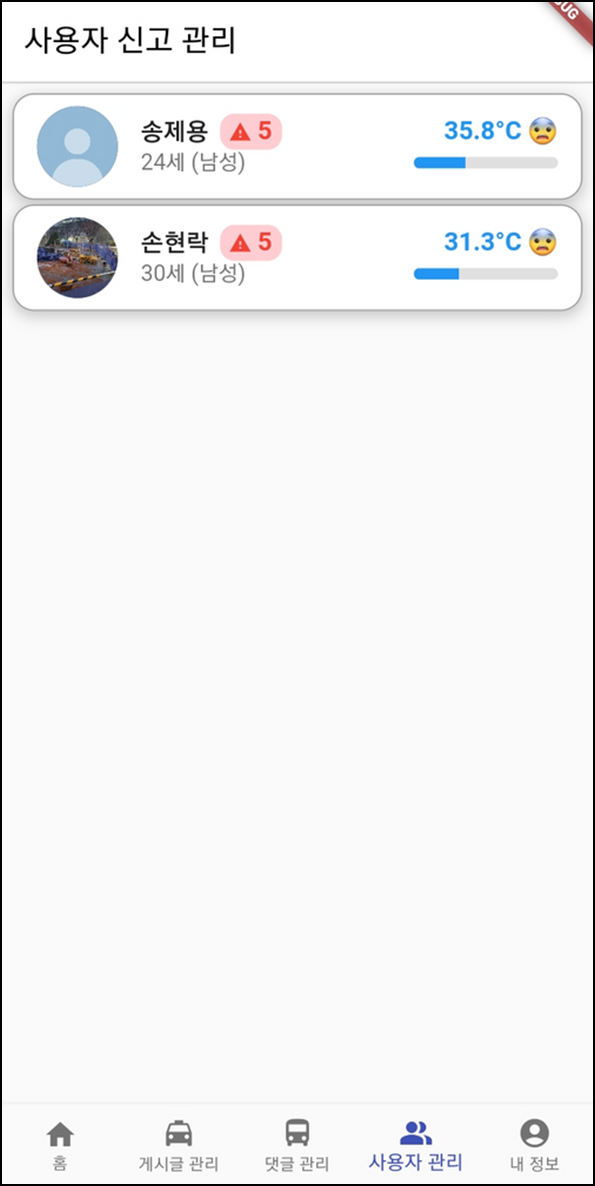 사용자 신고 관리
송제용 5
35.8°C
24세 (남성)
손현락 5
31.3°C
30세 (남성)
홈
게시글 관리
댓글 관리
사용자 관리
내 정보